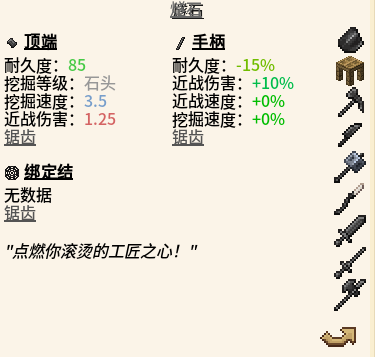 燧石
顶端
耐久度：85
挖掘等级：石头
挖掘速度：3.5
近战伤害：1.25
锯齿
手柄
耐久度：-15%
近战伤害：+10%
近战速度：+0%
挖掘速度：+0%
锯齿
绑定结
无数据
锯齿
"点燃你滚烫的工匠之心！"